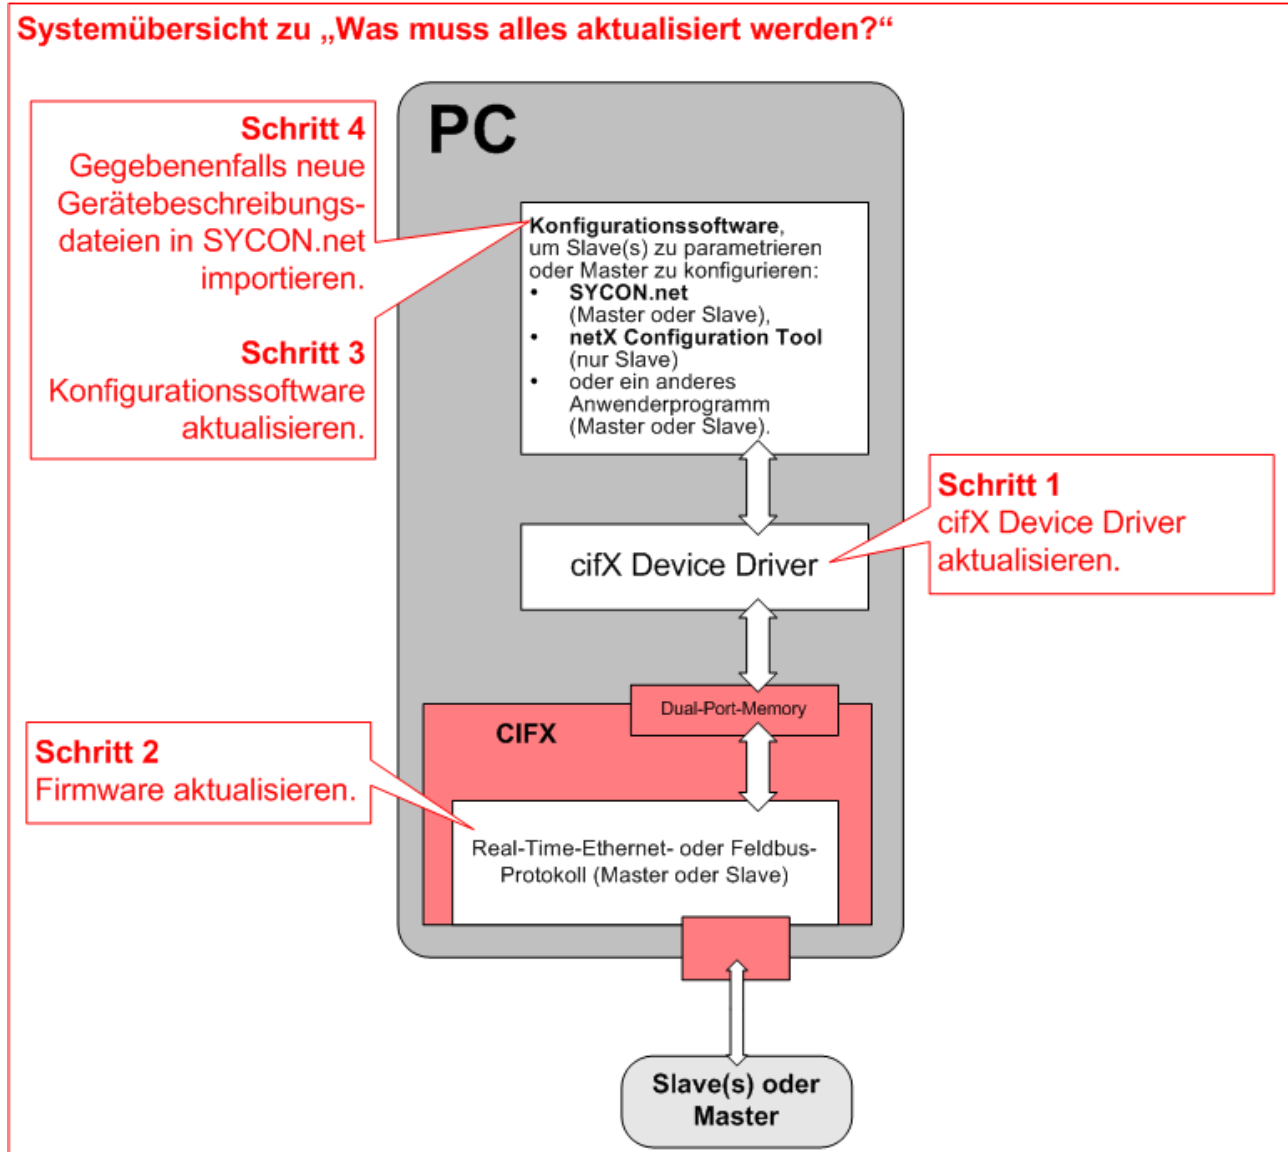 Systemübersicht zu „Was muss alles aktualisiert werden?“
PC
Schritt 4
Gegebenenfalls neue
Gerätebeschreibungs-
dateien in SYCON.net
importieren.
Schritt 3
Konfigurationssoftware
aktualisieren.
Konfigurationssoftware,
um Slave(s) zu parametrieren
oder Master zu konfigurieren:
• SYCON.net
(Master oder Slave),
• netX Configuration Tool
(nur Slave)
• oder ein anderes
Anwenderprogramm
(Master oder Slave).
Schritt 1
cifX Device Driver
aktualisieren.
cifX Device Driver
Dual-Port-Memory
CIFX
Schritt 2
Firmware aktualisieren.
Real-Time-Ethernet- oder Feldbus-
Protokoll (Master oder Slave)
Slave(s) oder
Master